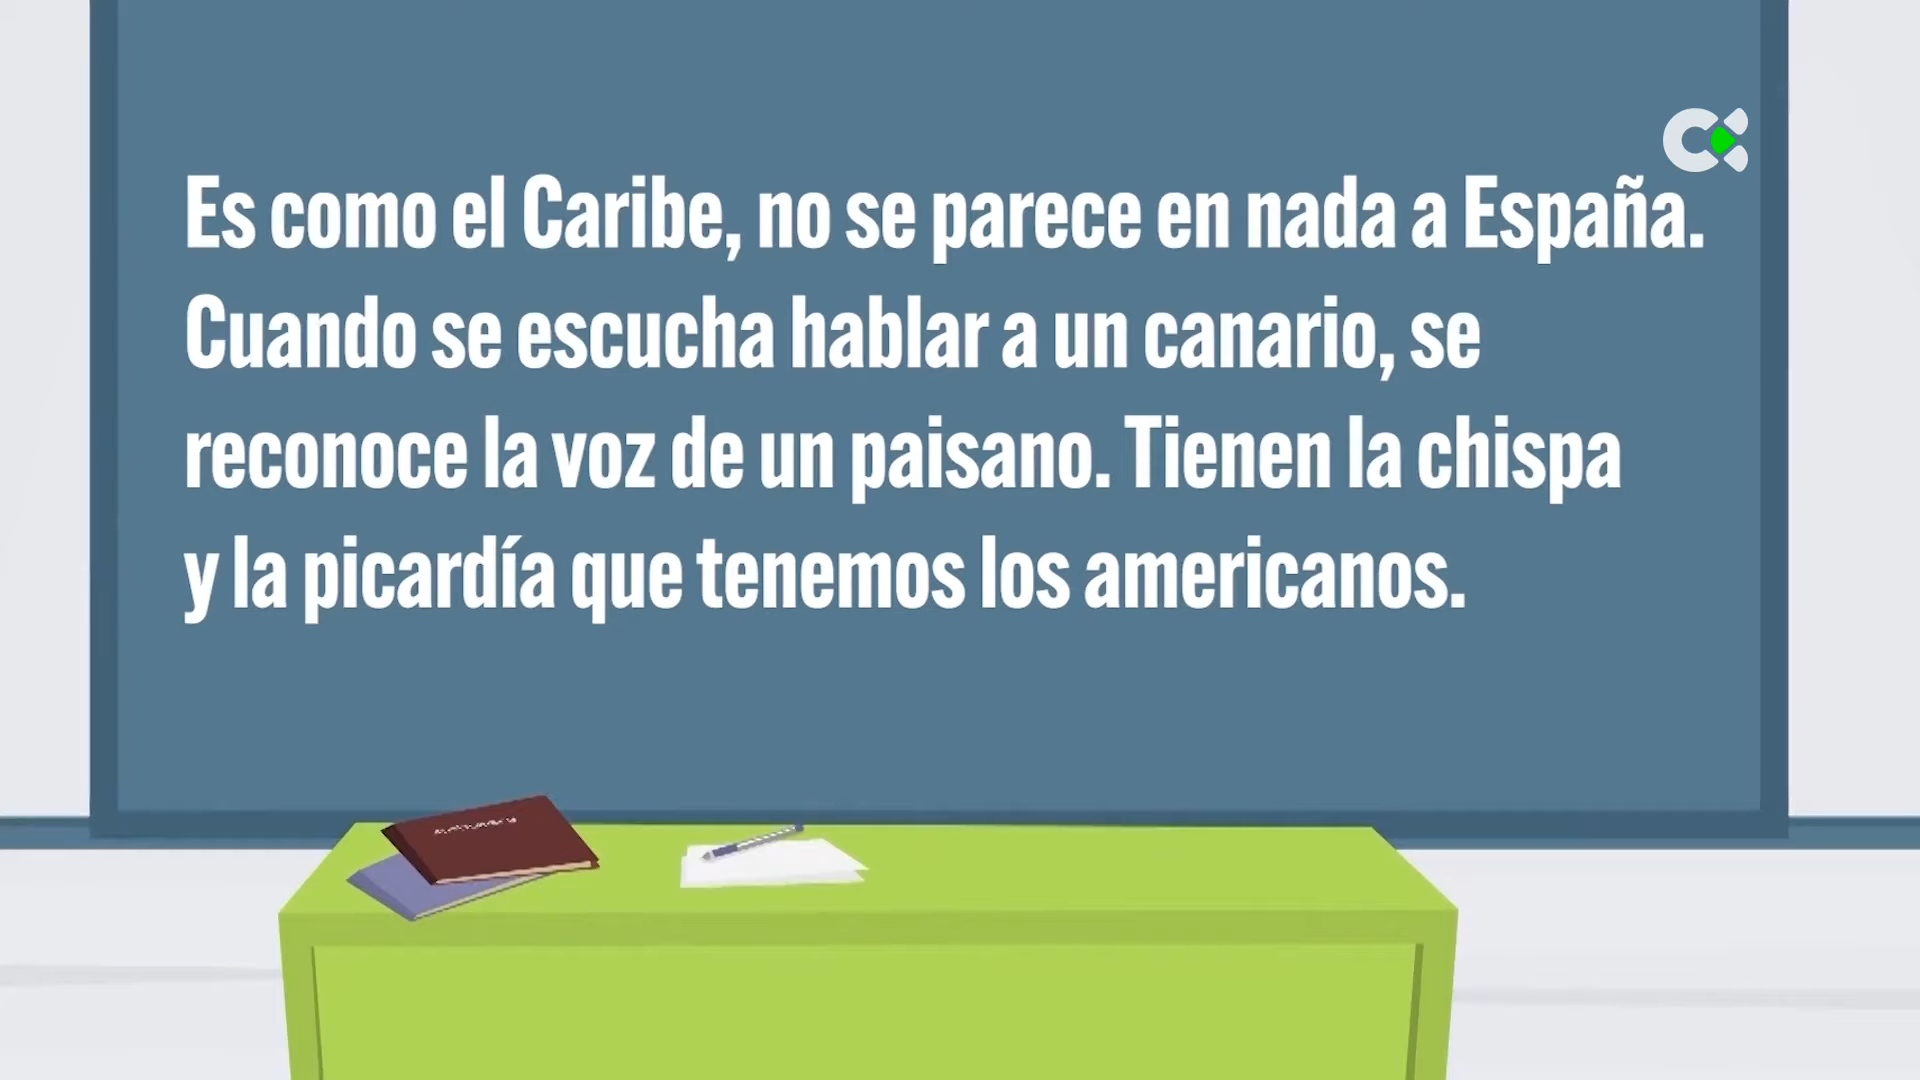 Es como el Caribe, no se parece en nada a España.
Cuando se escucha hablar a un canario, se
reconoce la voz de un paisano. Tienen la chispa
y la picardía que tenemos los americanos.